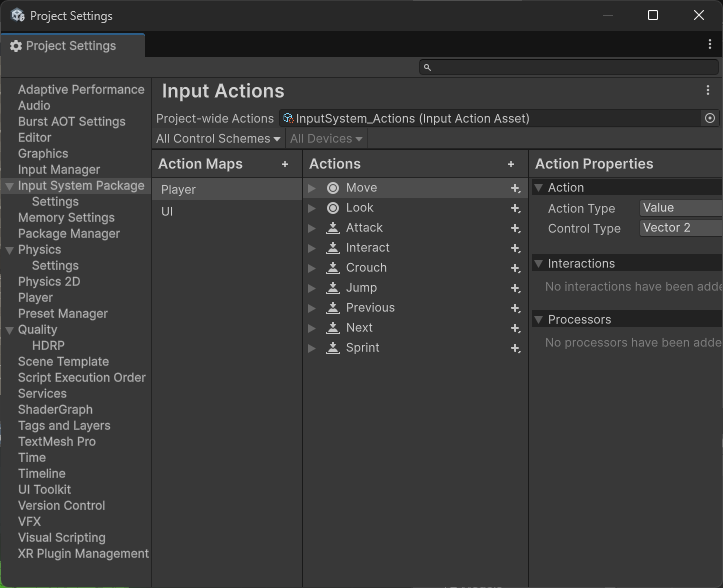 Project Settings
Project Settings
Input Actions
Project-wide Actions InputSystem_Actions (Input Action Asset)
All Control Schemes All Devices
Adaptive Performance
Audio
Burst AOT Settings
Editor
Graphics
Input Manager
Input System Package
Settings
Memory Settings
Package Manager
Physics
Settings
Physics 2D
Player
Preset Manager
Quality
HDRP
Scene Template
Script Execution Order
Services
ShaderGraph
Tags and Layers
TextMesh Pro
Time
Timeline
UI Toolkit
Version Control
VFX
Visual Scripting
XR Plugin Management
Action Maps +
Player
UI
Actions +
Move
Look
Attack
Interact
Crouch
Jump
Previous
Next
Sprint
Action Properties
Action
Action Type Value
Control Type Vector 2
Interactions
No interactions have been adde
Processors
No processors have been adde